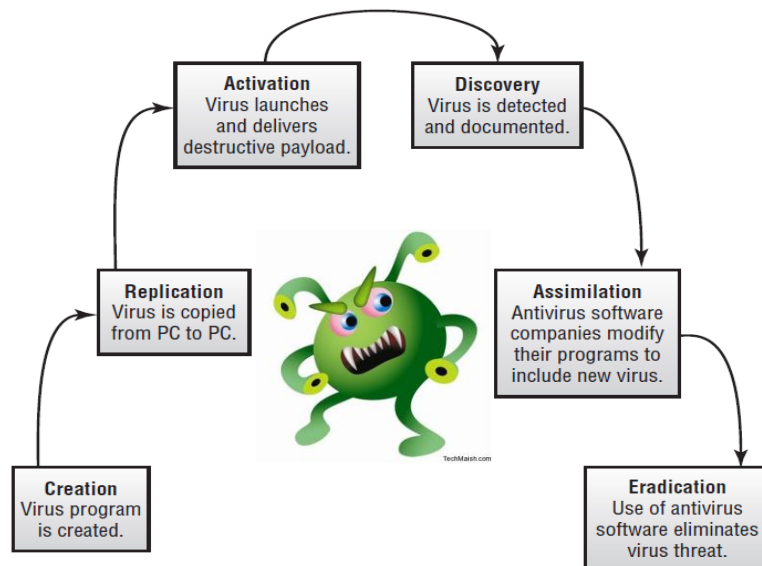 Activation
Virus launches
and delivers
destructive payload.
Discovery
Virus is detected
and documented.
Replication
Virus is copied
from PC to PC.
Assimilation
Antivirus software
companies modify
their programs to
include new virus.
TechMaish.com
Creation
Virus program
is created.
Eradication
Use of antivirus
software eliminates
virus threat.